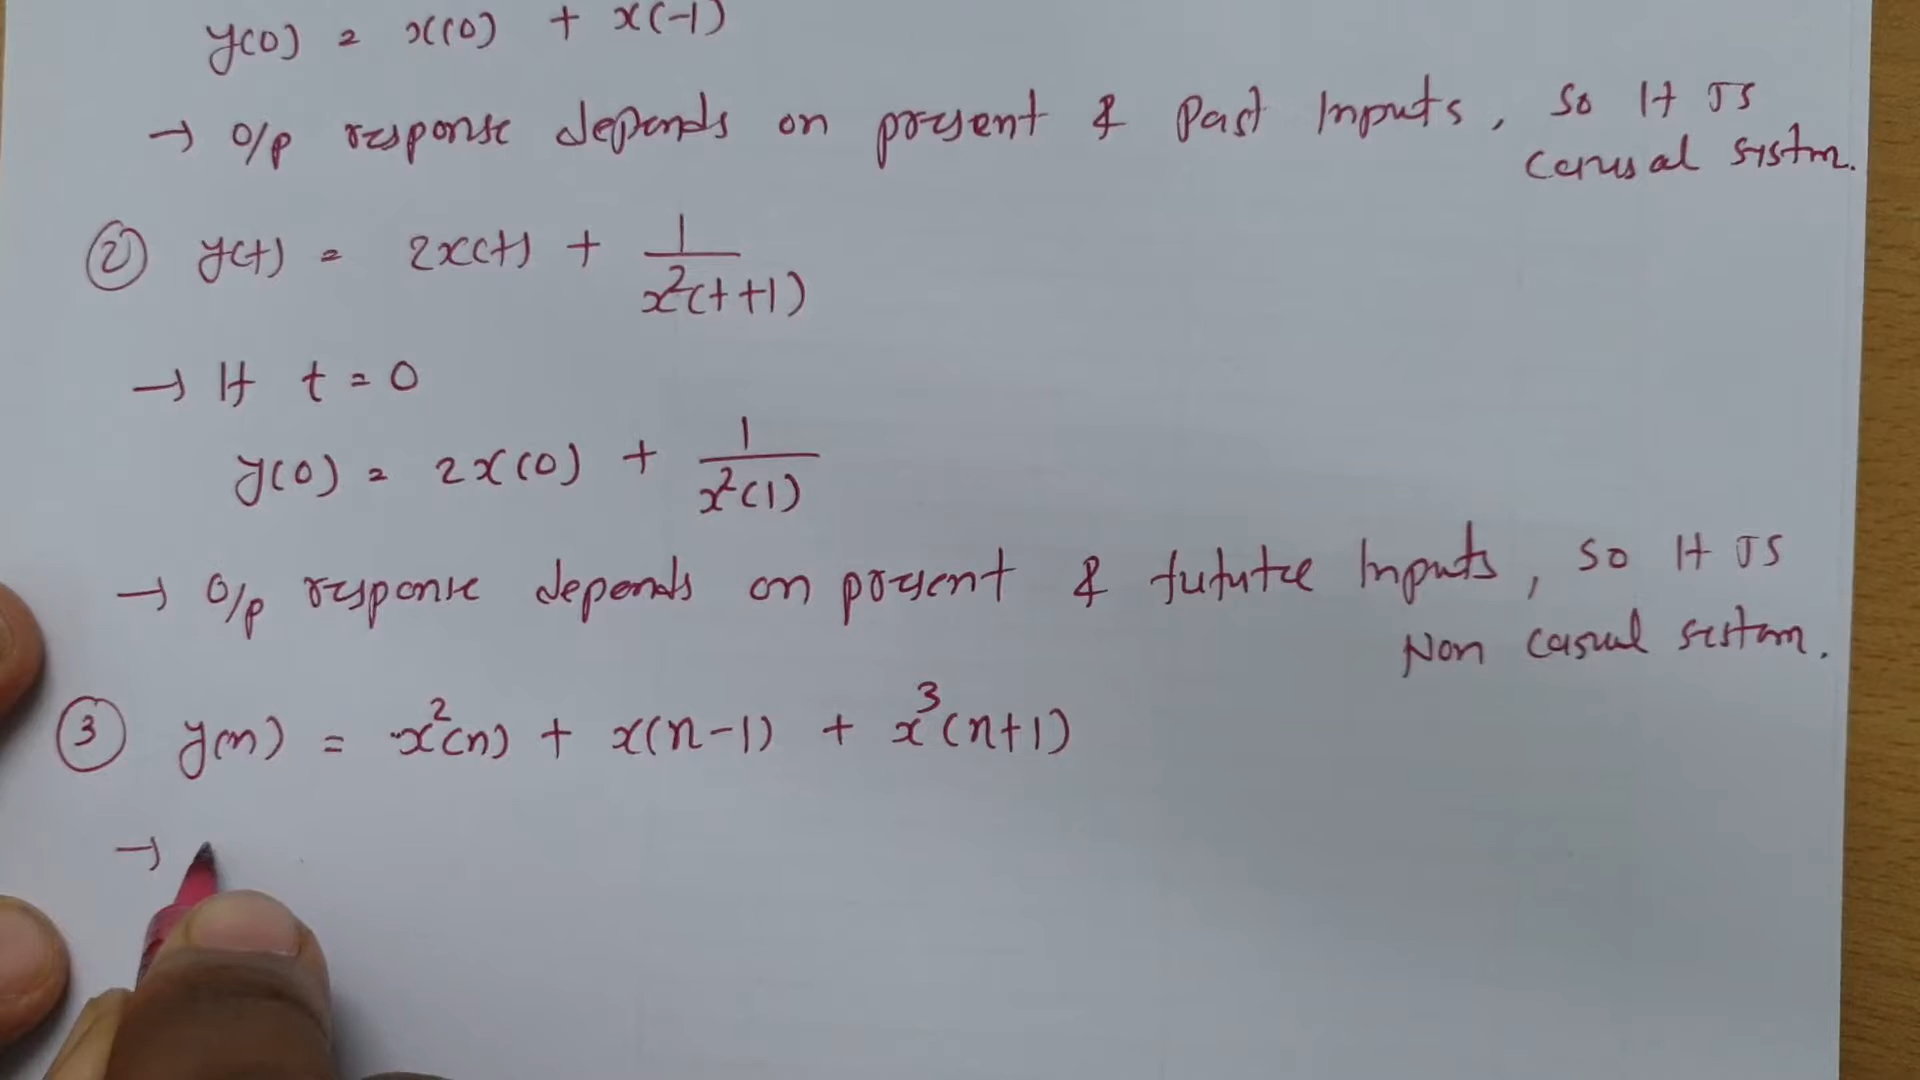 y(0) = x(0) + x(-1)
→ O/p response depends on present & Past Inputs, So It Is
causal sistm.
② y(t) = 2x(t) + 1/x²(t+1)
→ If t = 0
y(0) = 2x(0) + 1/x²(1)
→ O/p response depends on present & future Inputs, so It Is
Non casual sistam.
③ y(n) = x²(n) + x(n-1) + x³(n+1)
→